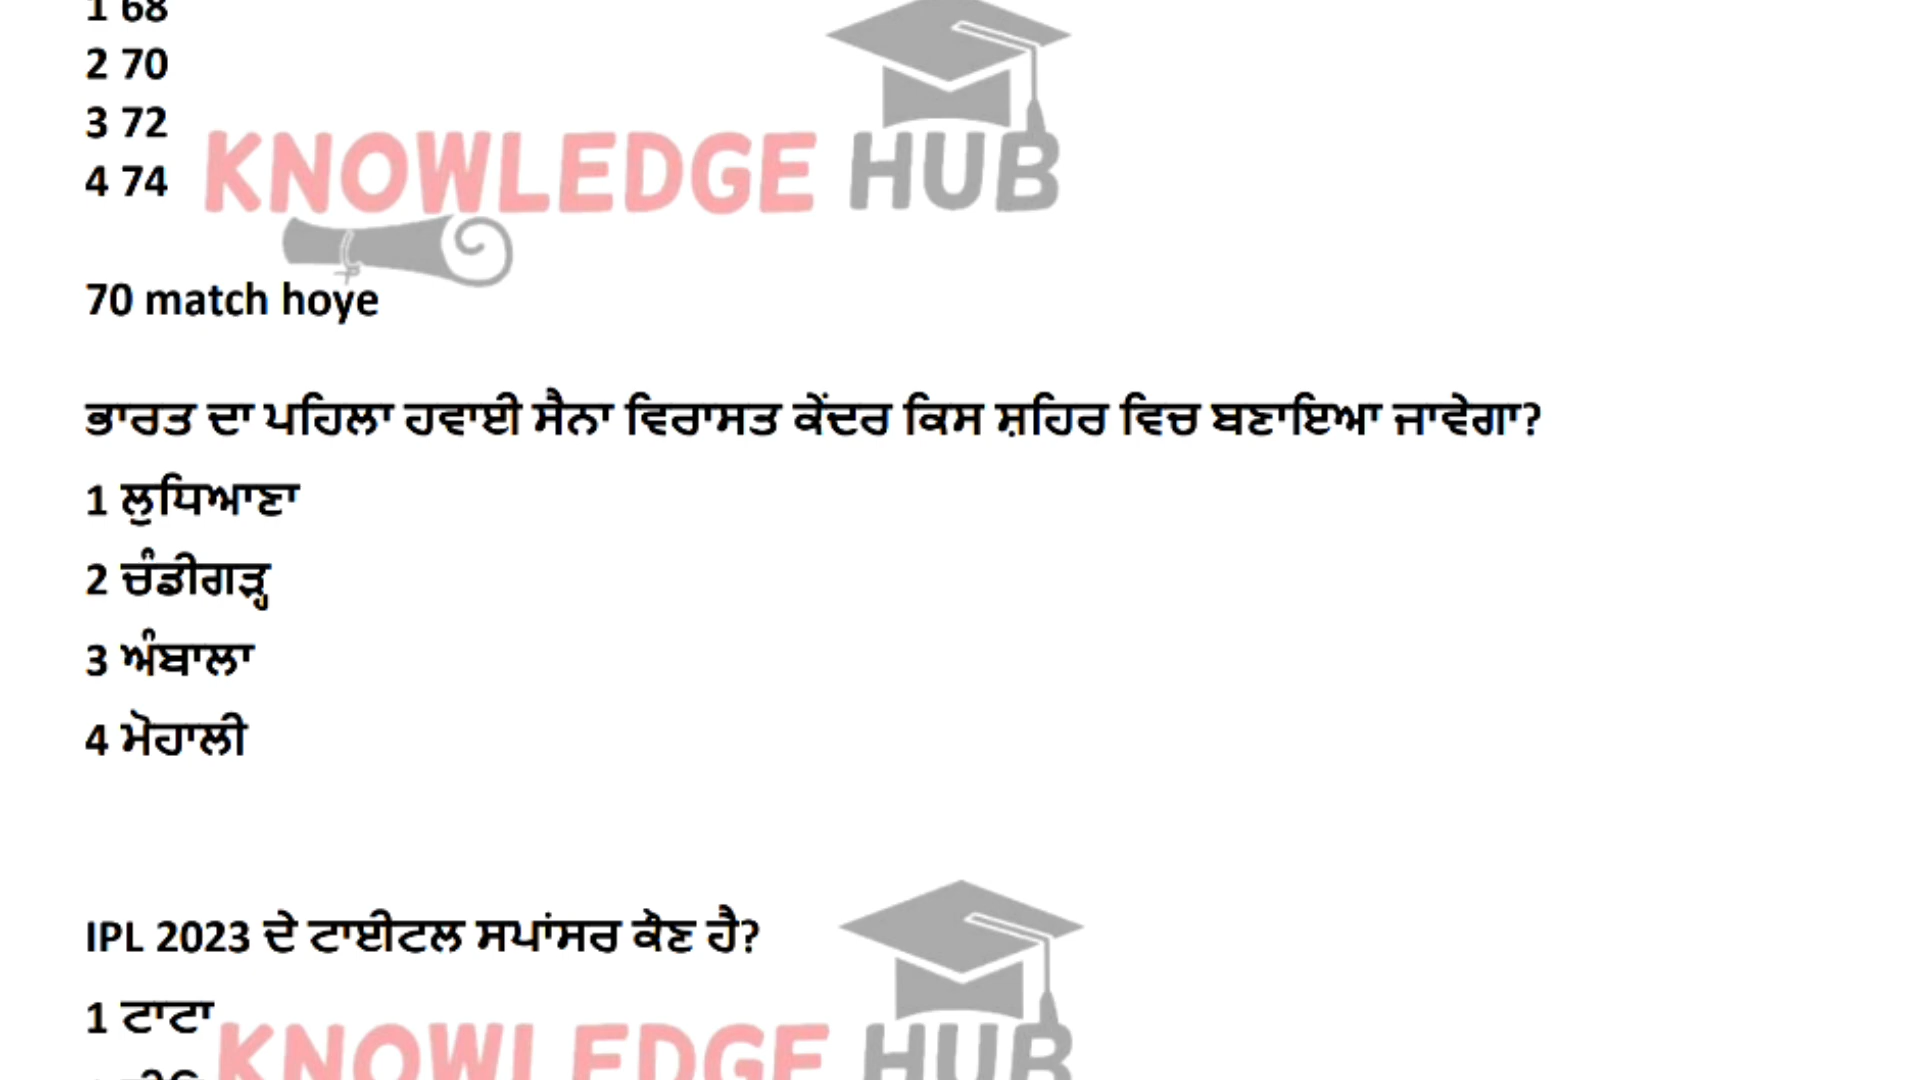 1 68
2 70
3 72
4 74
KNOWLEDGE HUB
70 match hoye
ਭਾਰਤ ਦਾ ਪਹਿਲਾ ਹਵਾਈ ਸੈਨਾ ਵਿਰਾਸਤ ਕੇਂਦਰ ਕਿਸ ਸ਼ਹਿਰ ਵਿਚ ਬਣਾਇਆ ਜਾਵੇਗਾ?
1 ਲੁਧਿਆਣਾ
2 ਚੰਡੀਗੜ੍ਹ
3 ਅੰਬਾਲਾ
4 ਮੋਹਾਲੀ
IPL 2023 ਦੇ ਟਾਈਟਲ ਸਪਾਂਸਰ ਕੌਣ ਹੈ?
1 ਟਾਟਾ
KNOWLEDGE HUB